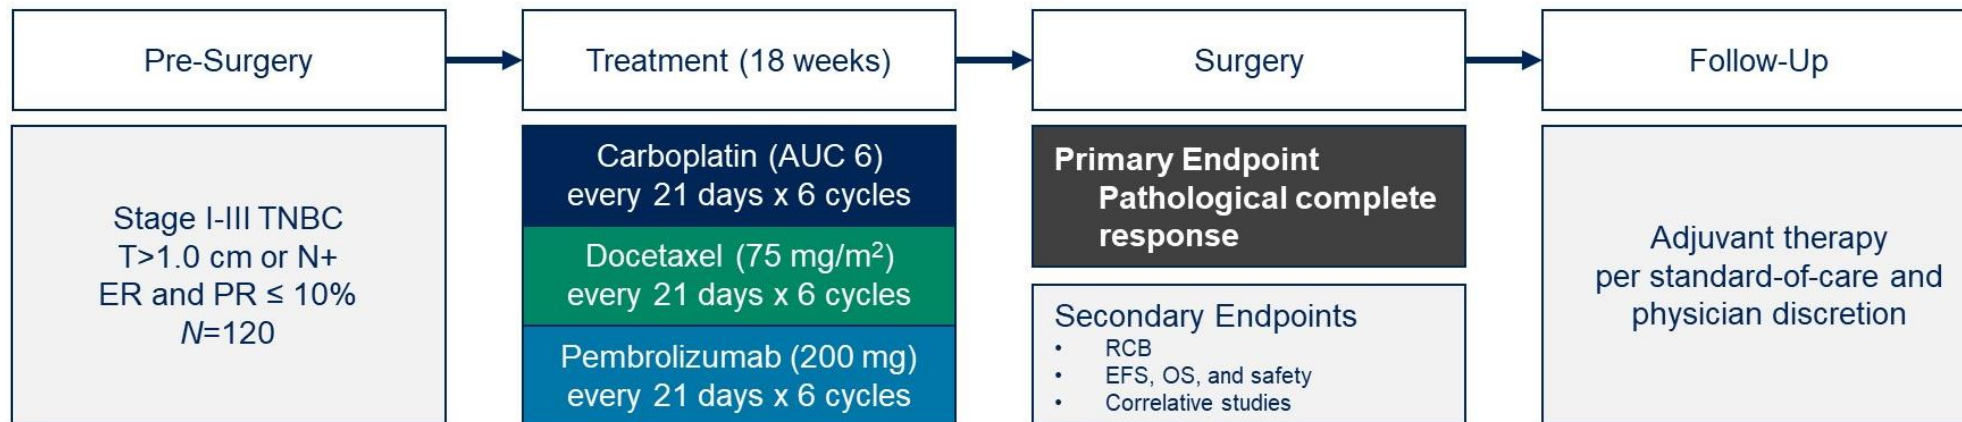 Pre-Surgery
Treatment (18 weeks)
Surgery
Follow-Up
Stage I-III TNBC
T>1.0 cm or N+
ER and PR ≤ 10%
N=120
Carboplatin (AUC 6)
every 21 days x 6 cycles
Docetaxel (75 mg/m²)
every 21 days x 6 cycles
Pembrolizumab (200 mg)
every 21 days x 6 cycles
Primary Endpoint
Pathological complete
response
Secondary Endpoints
• RCB
• EFS, OS, and safety
• Correlative studies
Adjuvant therapy
per standard-of-care and
physician discretion